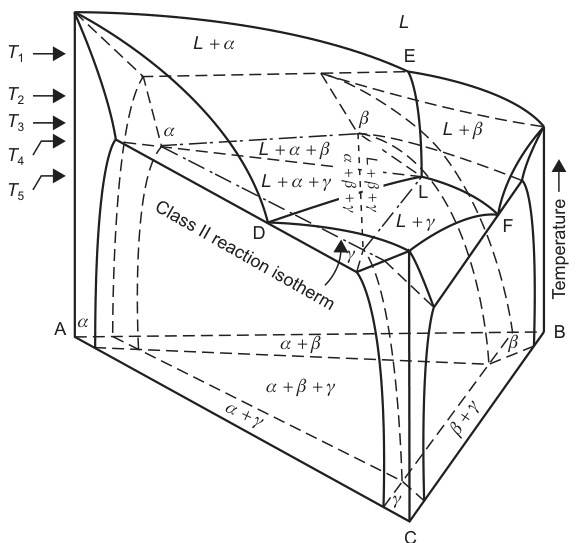 L
L + α
E
T1
T2
T3
T4
T5
β
L + β
α
L + α + β
α + β + γ
L + β + γ
L + α + γ
L
L + γ
F
D
γ
Class II reaction isotherm
Temperature
A
α
B
β
α + β
α + β + γ
α + γ
β + γ
γ
C